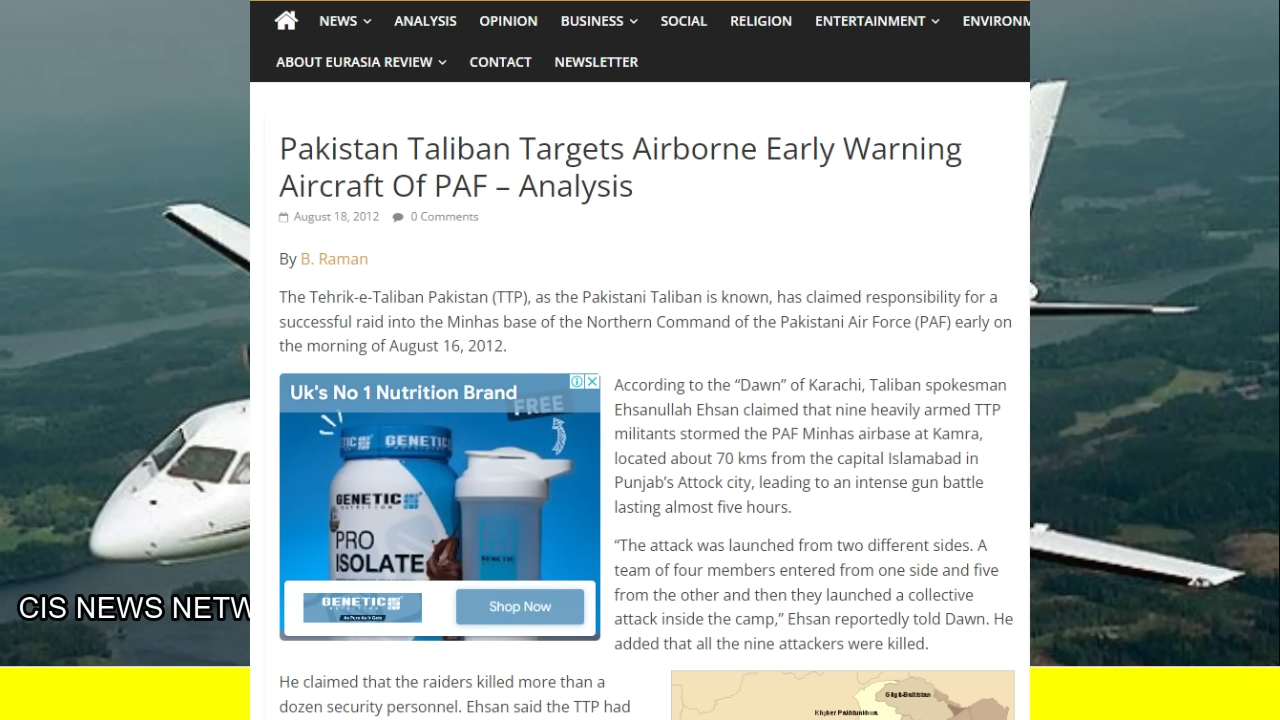 NEWS ANALYSIS OPINION BUSINESS SOCIAL RELIGION ENTERTAINMENT ENVIRONM
ABOUT EURASIA REVIEW CONTACT NEWSLETTER
Pakistan Taliban Targets Airborne Early Warning
Aircraft Of PAF – Analysis
August 18, 2012 0 Comments
By B. Raman
The Tehrik-e-Taliban Pakistan (TTP), as the Pakistani Taliban is known, has claimed responsibility for a
successful raid into the Minhas base of the Northern Command of the Pakistani Air Force (PAF) early on
the morning of August 16, 2012.
Uk's No 1 Nutrition Brand
FREE
GENETIC
GENETIC
NUTRITION
PRO
ISOLATE
GENETIC
NUTRITION
As Pure As It Gets
Shop Now
According to the “Dawn” of Karachi, Taliban spokesman
Ehsanullah Ehsan claimed that nine heavily armed TTP
militants stormed the PAF Minhas airbase at Kamra,
located about 70 kms from the capital Islamabad in
Punjab’s Attock city, leading to an intense gun battle
lasting almost five hours.
“The attack was launched from two different sides. A
team of four members entered from one side and five
from the other and then they launched a collective
attack inside the camp,” Ehsan reportedly told Dawn. He
added that all the nine attackers were killed.
He claimed that the raiders killed more than a
dozen security personnel. Ehsan said the TTP had
Gilgit-Baltistan
Khyber Pakhtunkhwa
CIS NEWS NETW